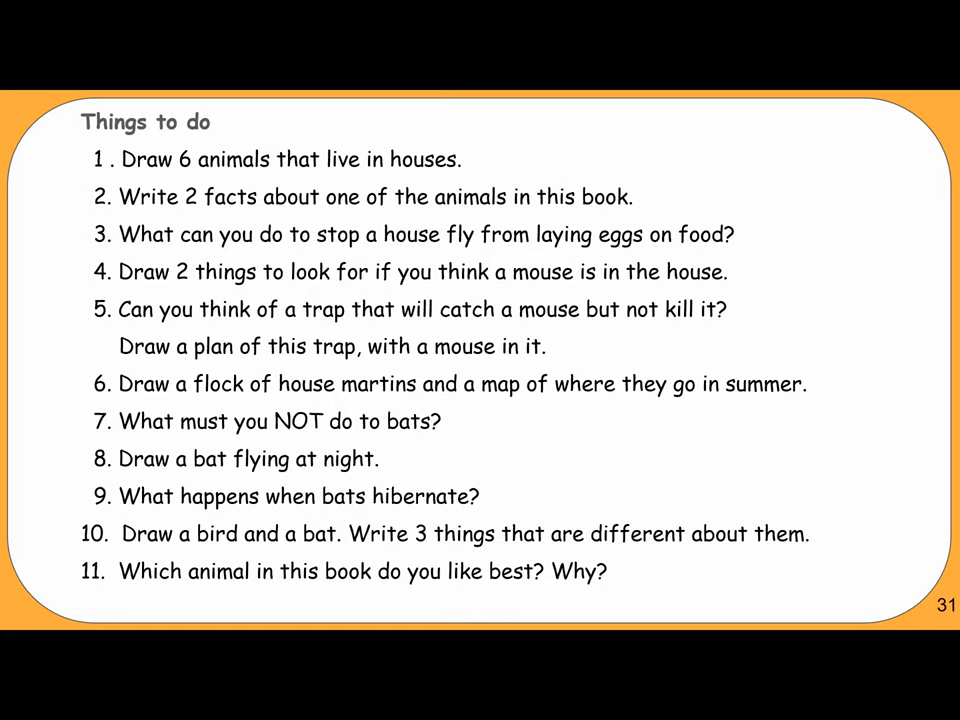 Things to do
1 . Draw 6 animals that live in houses.
2. Write 2 facts about one of the animals in this book.
3. What can you do to stop a house fly from laying eggs on food?
4. Draw 2 things to look for if you think a mouse is in the house.
5. Can you think of a trap that will catch a mouse but not kill it?
Draw a plan of this trap, with a mouse in it.
6. Draw a flock of house martins and a map of where they go in summer.
7. What must you NOT do to bats?
8. Draw a bat flying at night.
9. What happens when bats hibernate?
10. Draw a bird and a bat. Write 3 things that are different about them.
11. Which animal in this book do you like best? Why?
31